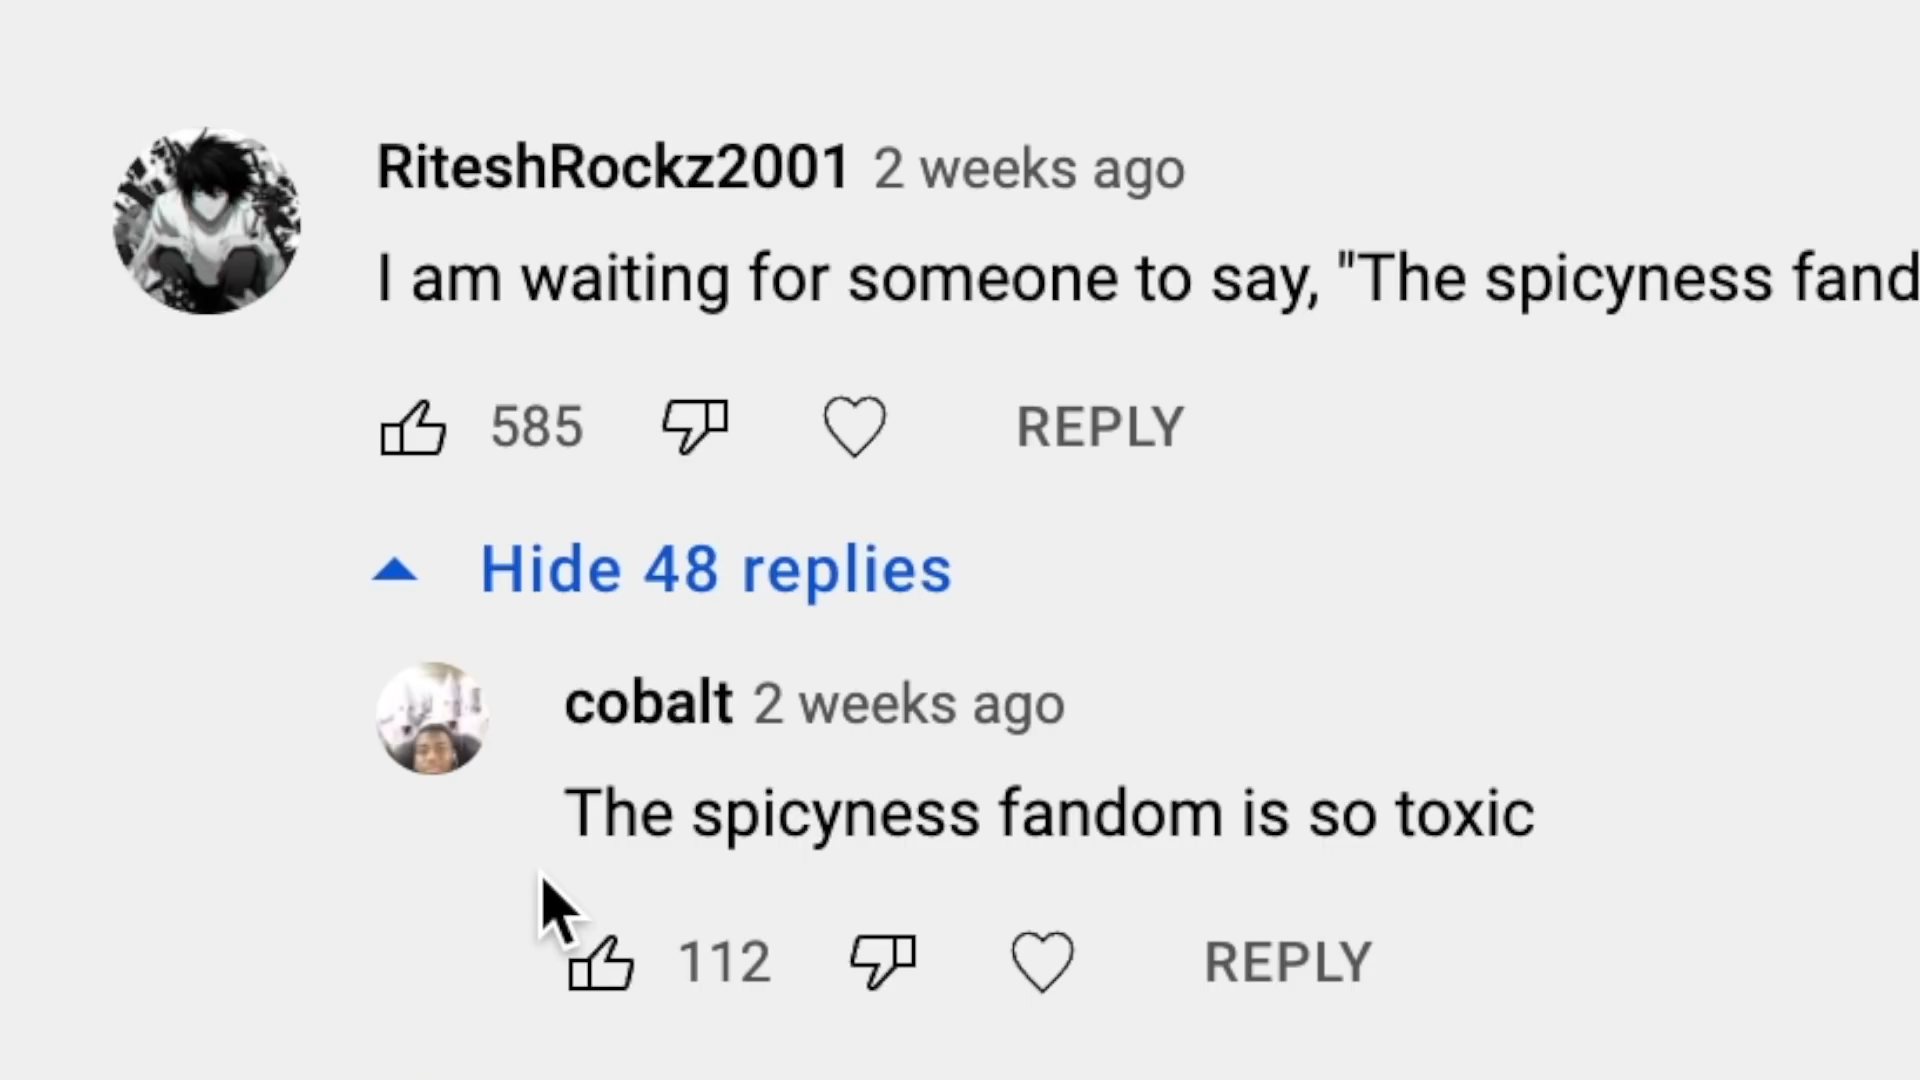 RiteshRockz2001 2 weeks ago
I am waiting for someone to say, "The spicyness fand
585 REPLY
Hide 48 replies
cobalt 2 weeks ago
The spicyness fandom is so toxic
112 REPLY